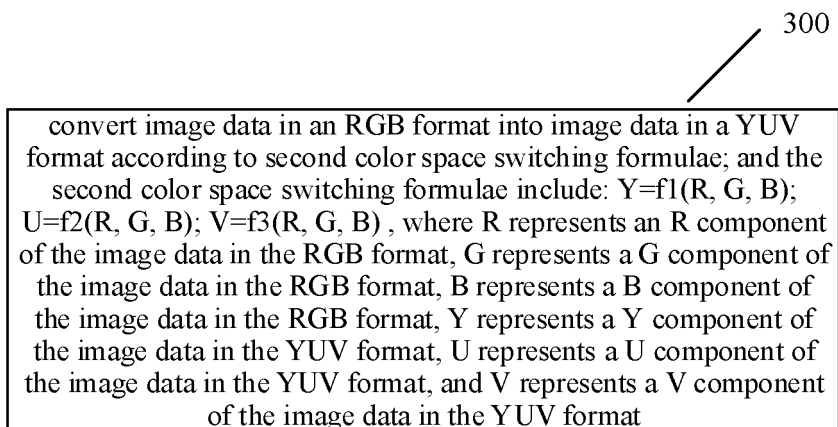 300
convert image data in an RGB format into image data in a YUV
format according to second color space switching formulae; and the
second color space switching formulae include: Y=f1(R, G, B);
U=f2(R, G, B); V=f3(R, G, B) , where R represents an R component
of the image data in the RGB format, G represents a G component of
the image data in the RGB format, B represents a B component of
the image data in the RGB format, Y represents a Y component of
the image data in the YUV format, U represents a U component of
the image data in the YUV format, and V represents a V component
of the image data in the YUV format